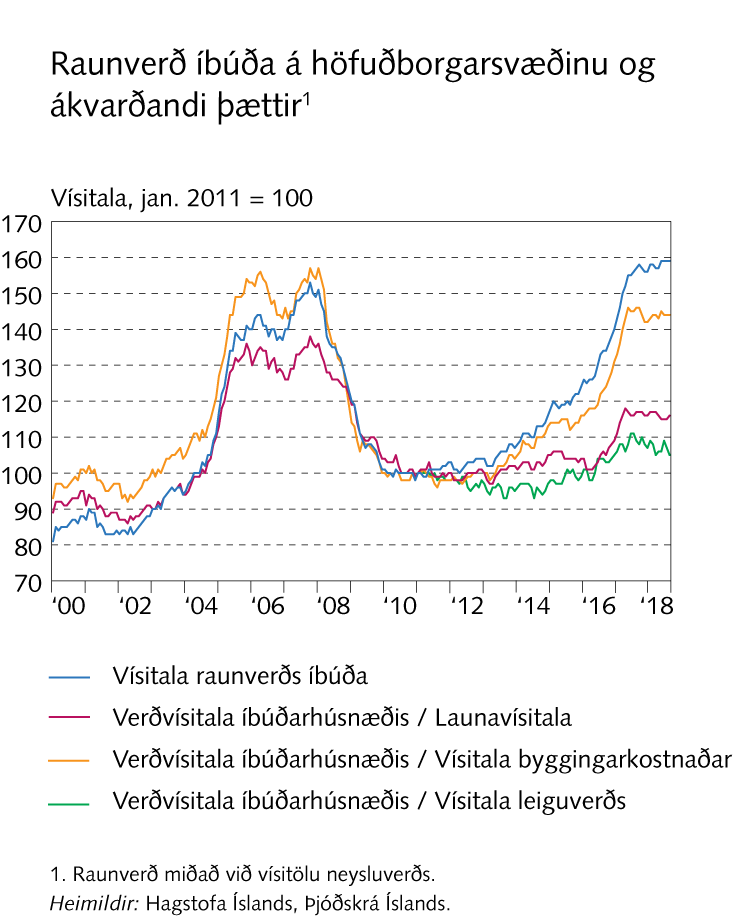 Raunverð íbúða á höfuðborgarsvæðinu og
ákvarðandi þættir¹
Vísitala, jan. 2011 = 100
170
160
150
140
130
120
110
100
90
80
70
‘00 ‘02 ‘04 ‘06 ‘08 ‘10 ‘12 ‘14 ‘16 ‘18
Vísitala raunverðs íbúða
Verðvísitala íbúðarhúsnæðis / Launavísitala
Verðvísitala íbúðarhúsnæðis / Vísitala byggingarkostnaðar
Verðvísitala íbúðarhúsnæðis / Vísitala leiguverðs
1. Raunverð miðað við vísitölu neysluverðs.
Heimildir: Hagstofa Íslands, Þjóðskrá Íslands.